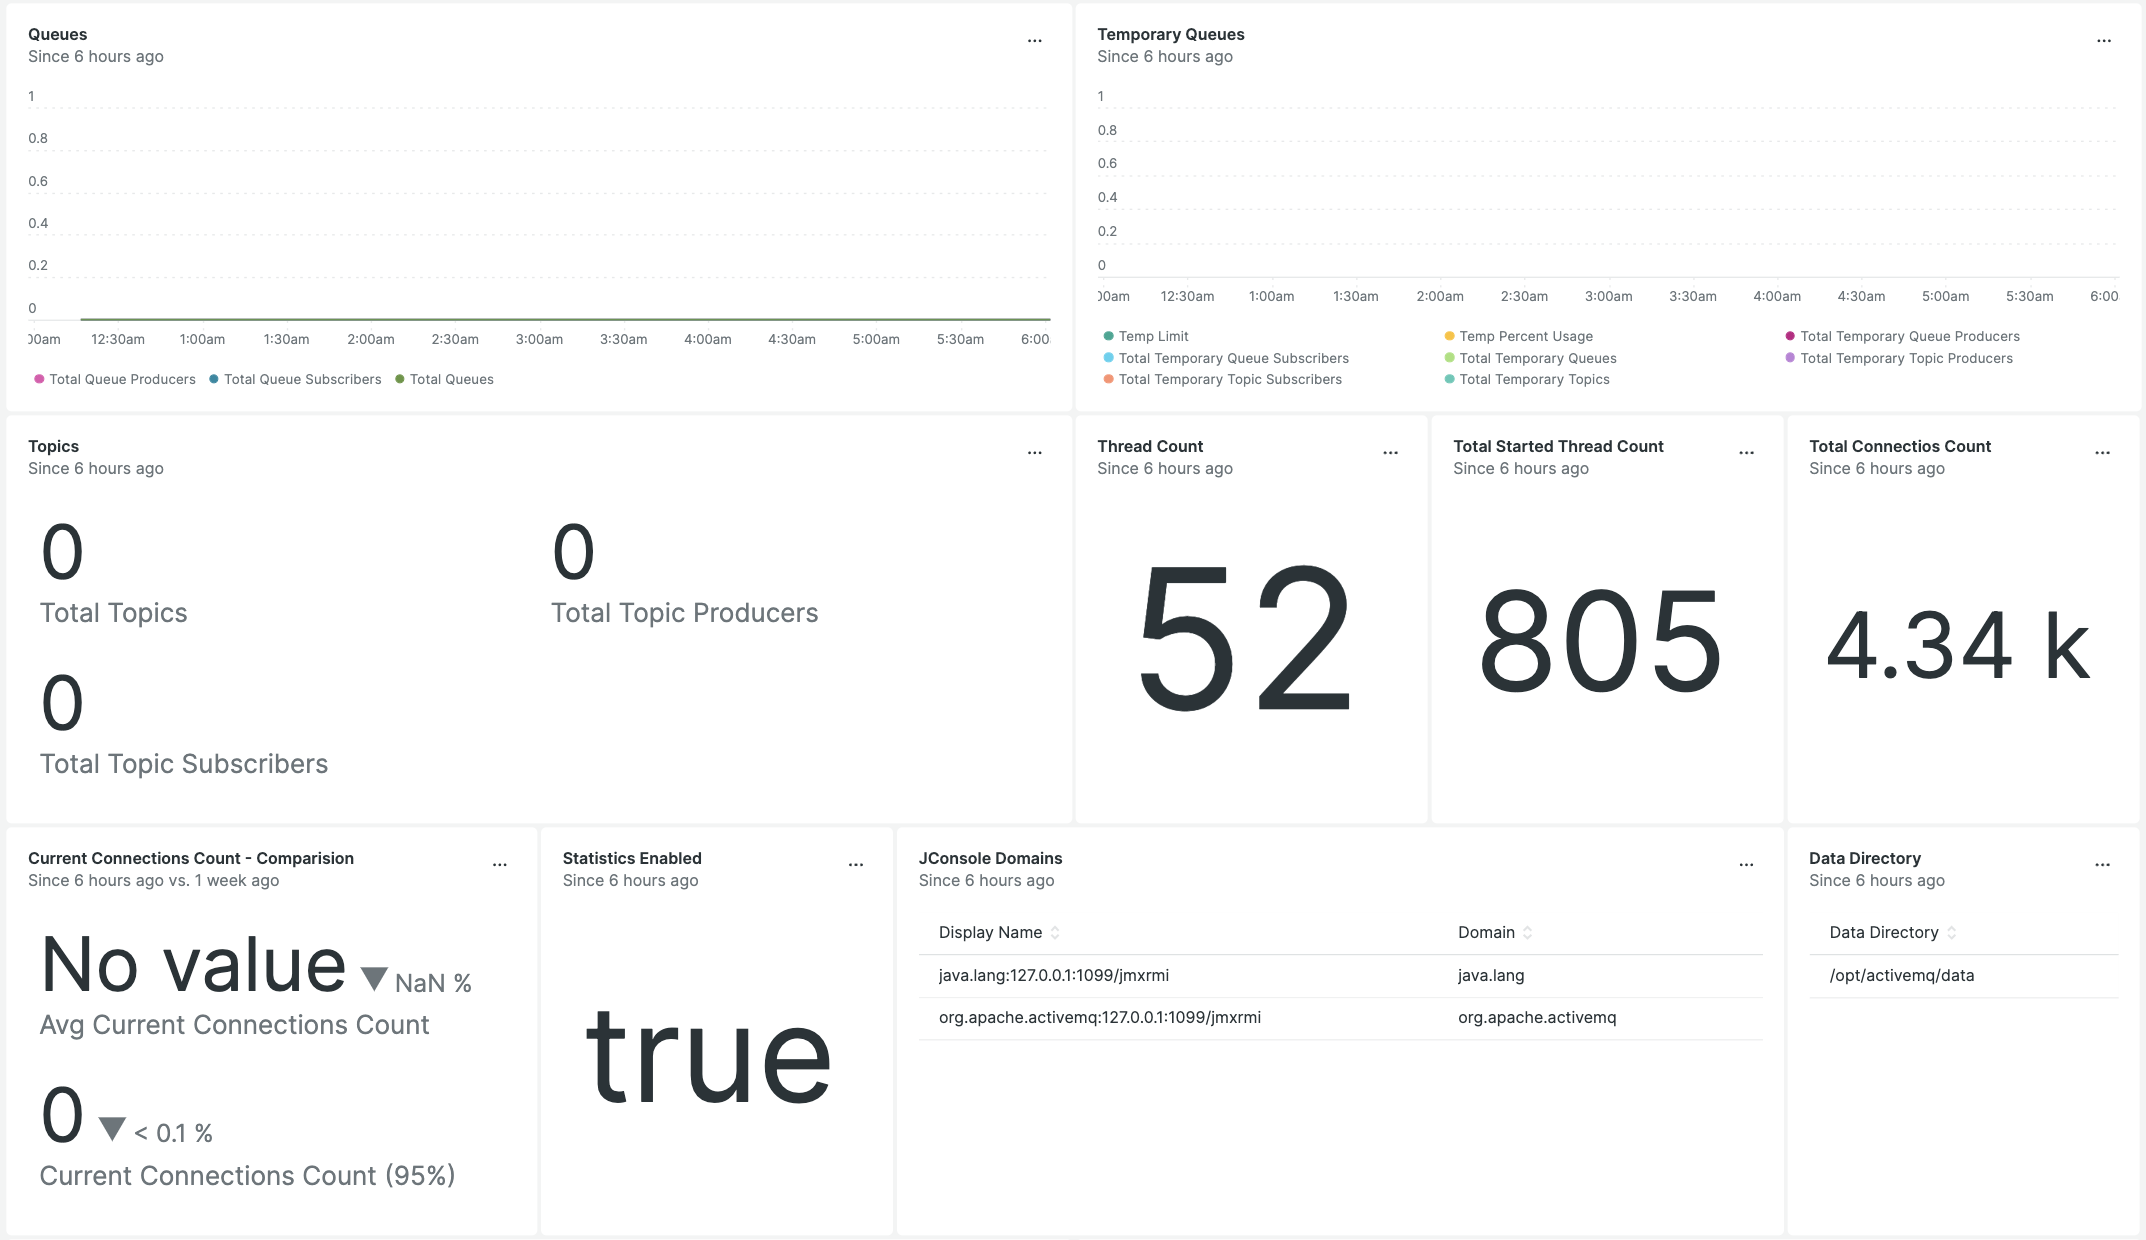 Queues
Since 6 hours ago
...
1
0.8
0.6
0.4
0.2
0
00am 12:30am 1:00am 1:30am 2:00am 2:30am 3:00am 3:30am 4:00am 4:30am 5:00am 5:30am 6:00
Total Queue Producers Total Queue Subscribers Total Queues
Temporary Queues
Since 6 hours ago
...
1
0.8
0.6
0.4
0.2
0
00am 12:30am 1:00am 1:30am 2:00am 2:30am 3:00am 3:30am 4:00am 4:30am 5:00am 5:30am 6:00
Temp Limit Temp Percent Usage Total Temporary Queue Producers
Total Temporary Queue Subscribers Total Temporary Queues Total Temporary Topic Producers
Total Temporary Topic Subscribers Total Temporary Topics
Topics
Since 6 hours ago
...
0 0
Total Topics Total Topic Producers
0
Total Topic Subscribers
Thread Count
Since 6 hours ago
...
52
Total Started Thread Count
Since 6 hours ago
...
805
Total Connectios Count
Since 6 hours ago
...
4.34 k
Current Connections Count - Comparision
Since 6 hours ago vs. 1 week ago
...
No value NaN %
Avg Current Connections Count
0 < 0.1 %
Current Connections Count (95%)
Statistics Enabled
Since 6 hours ago
...
true
JConsole Domains
Since 6 hours ago
...
Display Name Domain
java.lang:127.0.0.1:1099/jmxrmi java.lang
org.apache.activemq:127.0.0.1:1099/jmxrmi org.apache.activemq
Data Directory
Since 6 hours ago
...
Data Directory
/opt/activemq/data